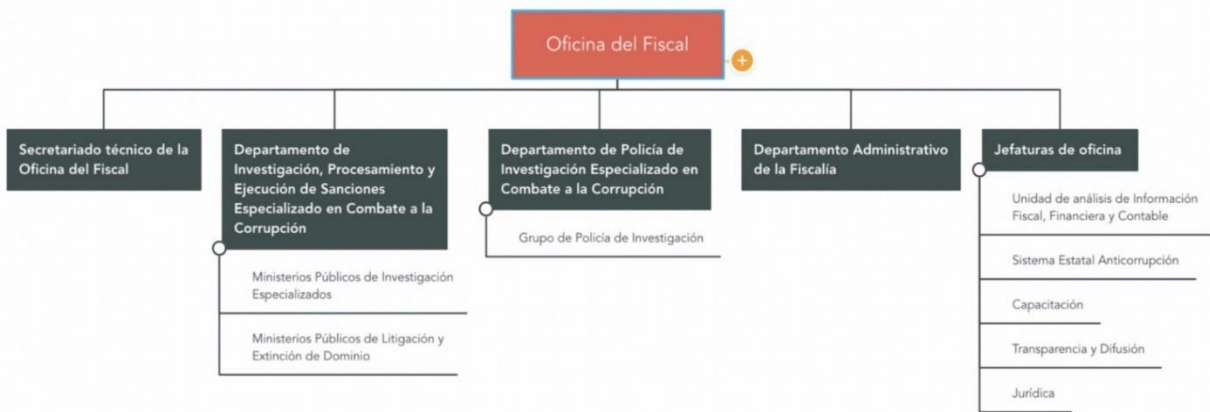 Oficina del Fiscal
+
Secretariado técnico de la
Oficina del Fiscal
Departamento de
Investigación, Procesamiento y
Ejecución de Sanciones
Especializado en Combate a la
Corrupción
Ministerios Públicos de Investigación
Especializados
Ministerios Públicos de Litigación y
Extinción de Dominio
Departamento de Policía de
Investigación Especializado en
Combate a la Corrupción
Grupo de Policía de Investigación
Departamento Administrativo
de la Fiscalía
Jefaturas de oficina
Unidad de análisis de Información
Fiscal, Financiera y Contable
Sistema Estatal Anticorrupción
Capacitación
Transparencia y Difusión
Jurídica